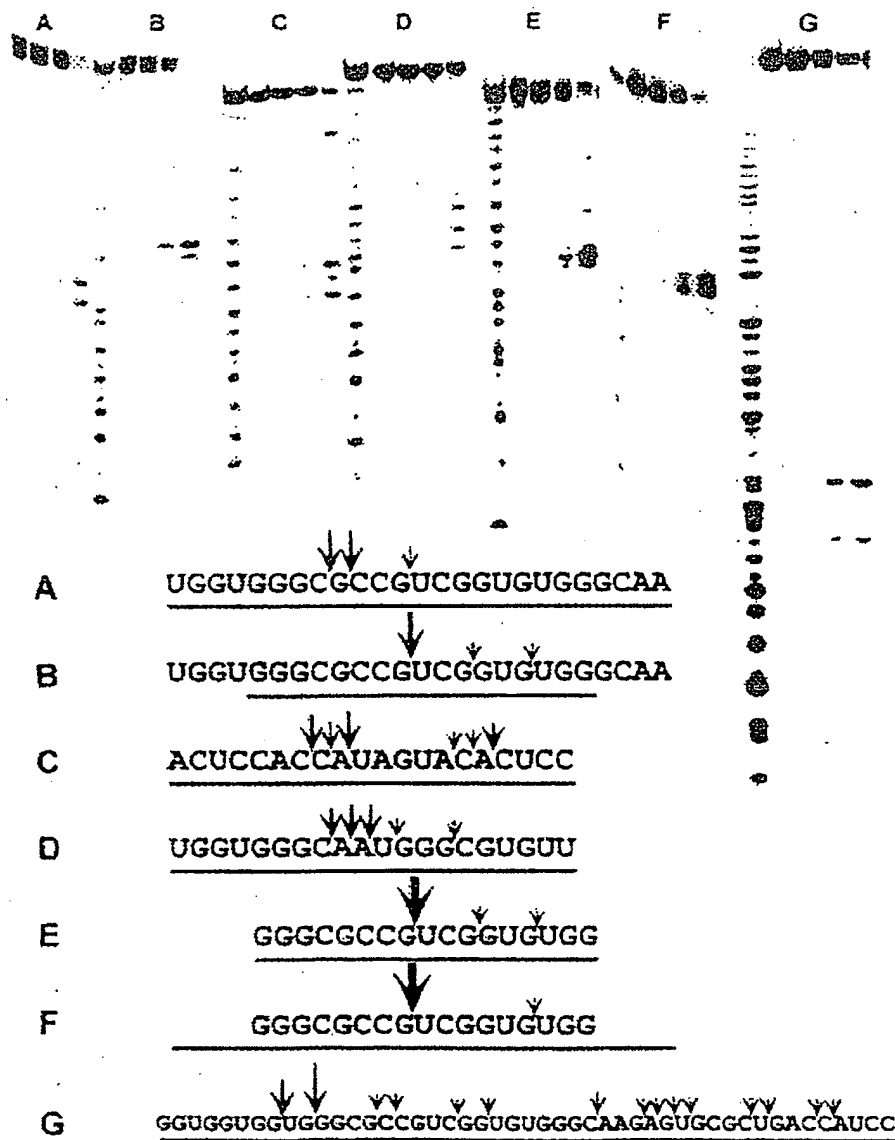 A B C D E F G
A UGGUGGGCGCCGUCGGUGUGGGCAA
B UGGUGGGCGCCGUCGGUGUGGGCAA
C ACUCCACCAUAGUACACUCC
D UGGUGGGCAAUGGGCGUGUU
E GGGCGCCGUCGGUGUGG
F GGGCGCCGUCGGUGUGG
G GGUGGUGGUGGGCGCCGUCGGUGUGGGCAAGAGUGCGCUGACCAUCC